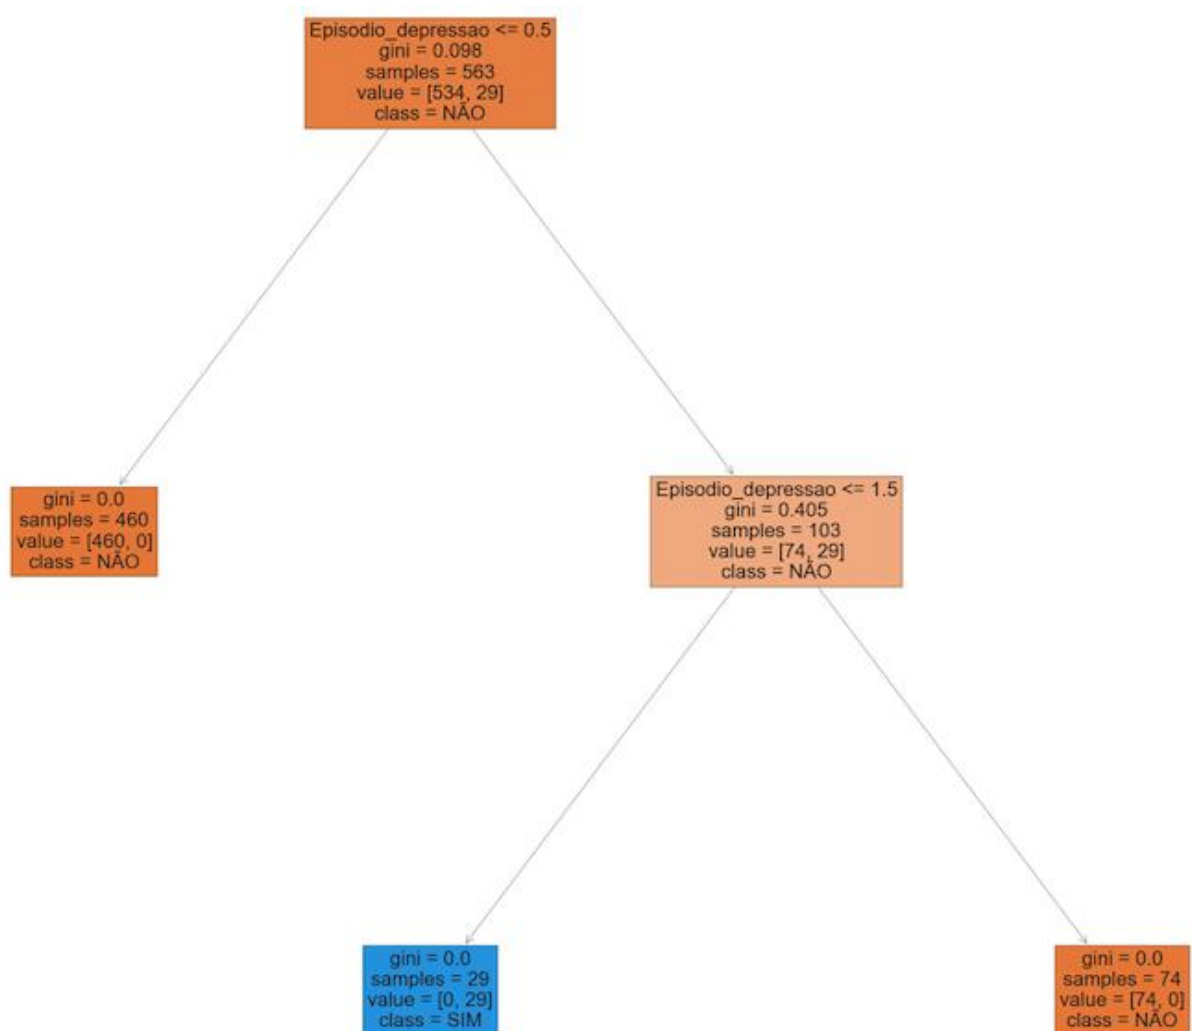 Episodio_depressao <= 0.5
gini = 0.098
samples = 563
value = [534, 29]
class = NÃO
gini = 0.0
samples = 460
value = [460, 0]
class = NÃO
Episodio_depressao <= 1.5
gini = 0.405
samples = 103
value = [74, 29]
class = NÃO
gini = 0.0
samples = 29
value = [0, 29]
class = SIM
gini = 0.0
samples = 74
value = [74, 0]
class = NÃO